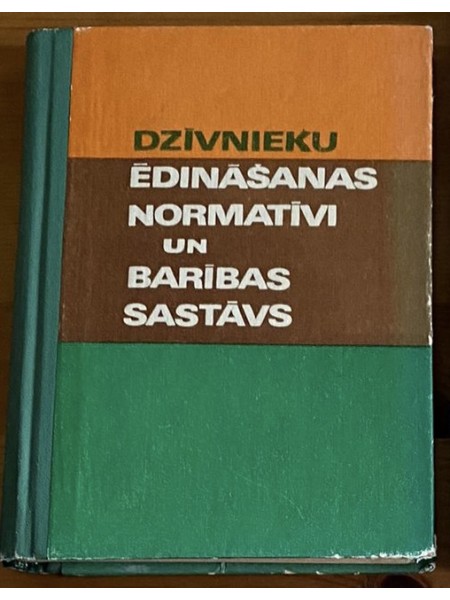 DZĪVNIEKU
ĒDINĀŠANAS
NORMATĪVI
UN
BARĪBAS
SASTĀVS